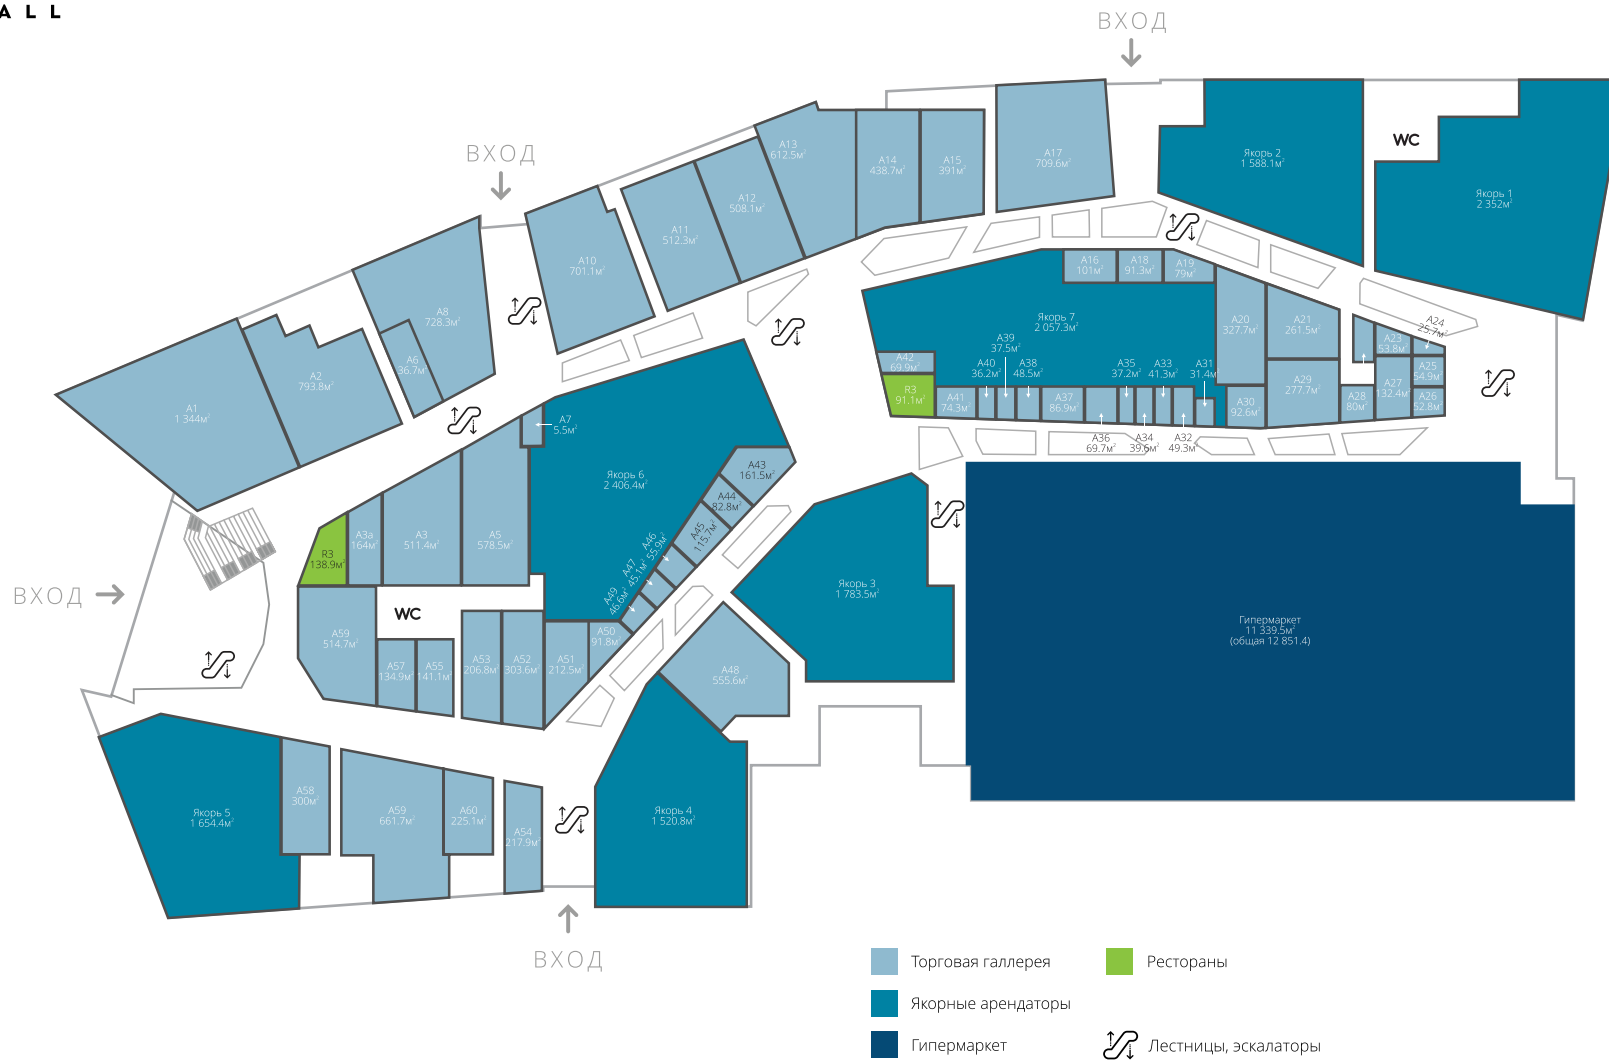 A L L
ВХОД
ВХОД
ВХОД
ВХОД
A1
1 344м²
A2
793.8м²
A6
36.7м²
A8
728.3м²
A10
701.1м²
A11
512.3м²
A12
508.1м²
A13
612.5м²
A14
438.7м²
A15
391м²
A17
709.6м²
Якорь 2
1 588.1м²
WC
Якорь 1
2 352м²
A16
101м²
A18
91.3м²
A19
79м²
Якорь 7
2 057.3м²
A20
327.7м²
A21
261.5м²
A23
53.8м²
A24
25.7м²
A25
54.9м²
A26
52.8м²
A27
132.4м²
A28
80м²
A29
277.7м²
A30
92.6м²
A31
31.4м²
A33
41.3м²
A35
37.2м²
A38
48.5м²
A39
37.5м²
A40
36.2м²
A42
69.9м²
R3
91.1м²
A41
74.3м²
A37
86.9м²
A36
69.7м²
A34
39.6м²
A32
49.3м²
A7
5.5м²
Якорь 6
2 406.4м²
A43
161.5м²
A44
82.8м²
A45
115.7м²
A46
55.9м²
A47
45.1м²
A49
46.6м²
A50
91.8м²
A51
212.5м²
A52
303.6м²
A53
206.8м²
A55
141.1м²
A57
134.9м²
A59
514.7м²
WC
R3
138.9м²
A3a
164м²
A3
511.4м²
A5
578.5м²
Якорь 3
1 783.5м²
A48
555.6м²
Гипермаркет
11 339.5м²
(общая 12 851.4)
Якорь 5
1 654.4м²
A58
300м²
A59
661.7м²
A60
225.1м²
A54
217.9м²
Якорь 4
1 520.8м²
Торговая галлерея
Рестораны
Якорные арендаторы
Гипермаркет
Лестницы, эскалаторы